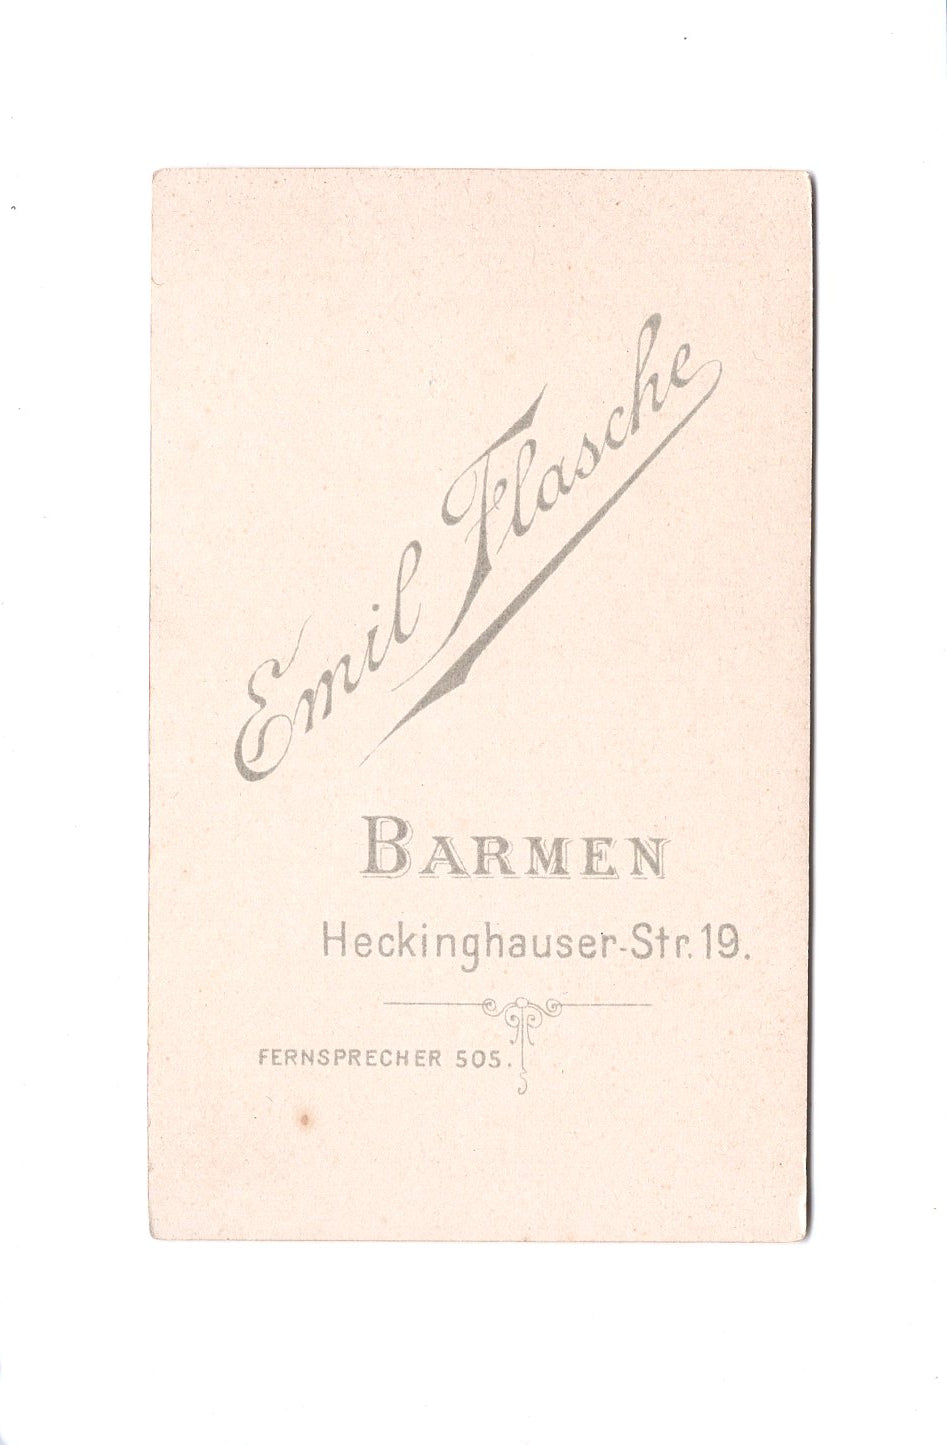 Emil Flasche
BARMEN
Heckinghauser-Str. 19.
FERNSPRECHER 505.